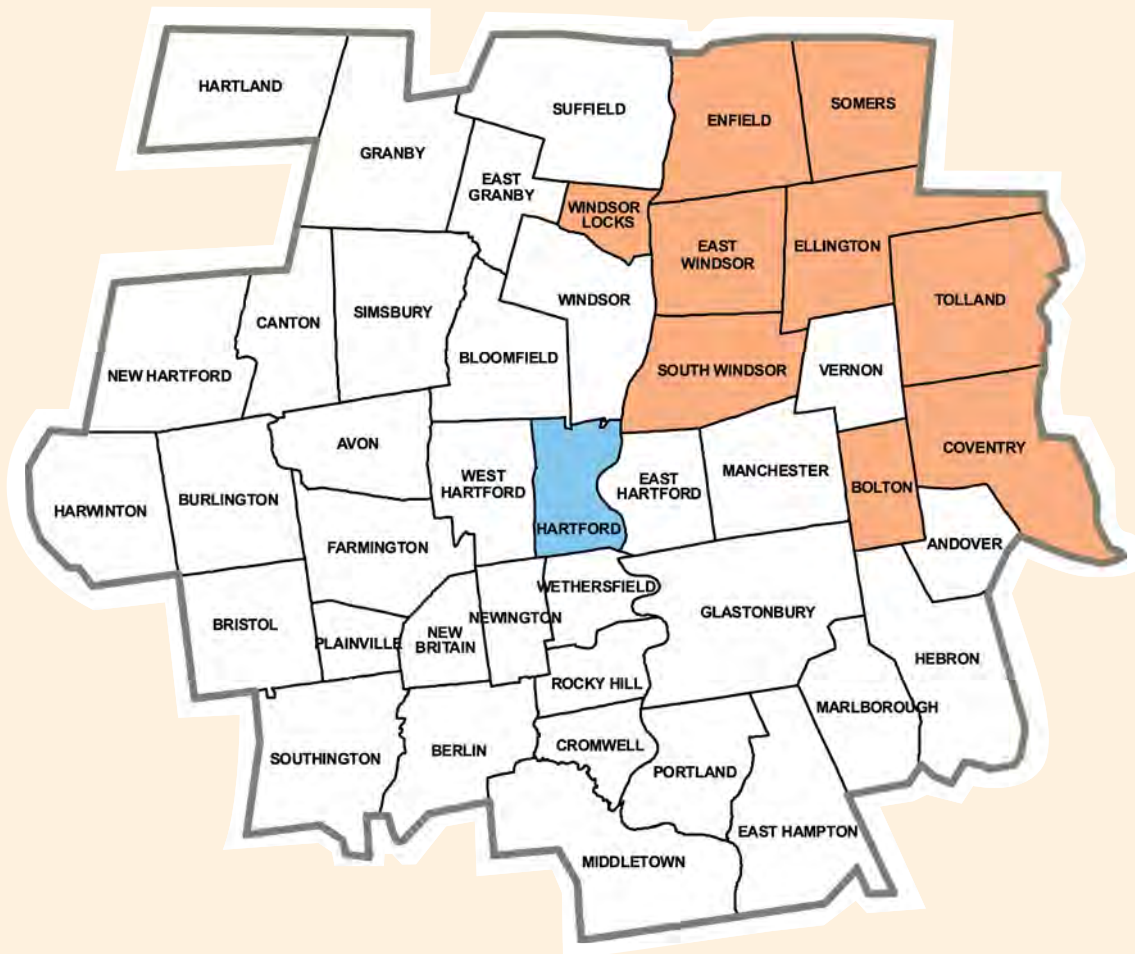 HARTLAND
GRANBY
SUFFIELD
ENFIELD
SOMERS
EAST
GRANBY
WINDSOR
LOCKS
EAST
WINDSOR
ELLINGTON
TOLLAND
WINDSOR
CANTON
SIMSBURY
BLOOMFIELD
NEW HARTFORD
SOUTH WINDSOR
VERNON
AVON
WEST
HARTFORD
EAST
HARTFORD
MANCHESTER
COVENTRY
BOLTON
HARWINTON
BURLINGTON
HARTFORD
FARMINGTON
ANDOVER
BRISTOL
PLAINVILLE
NEW
BRITAIN
NEWINGTON
WETHERSFIELD
GLASTONBURY
HEBRON
ROCKY HILL
MARLBOROUGH
SOUTHINGTON
BERLIN
CROMWELL
PORTLAND
EAST HAMPTON
MIDDLETOWN